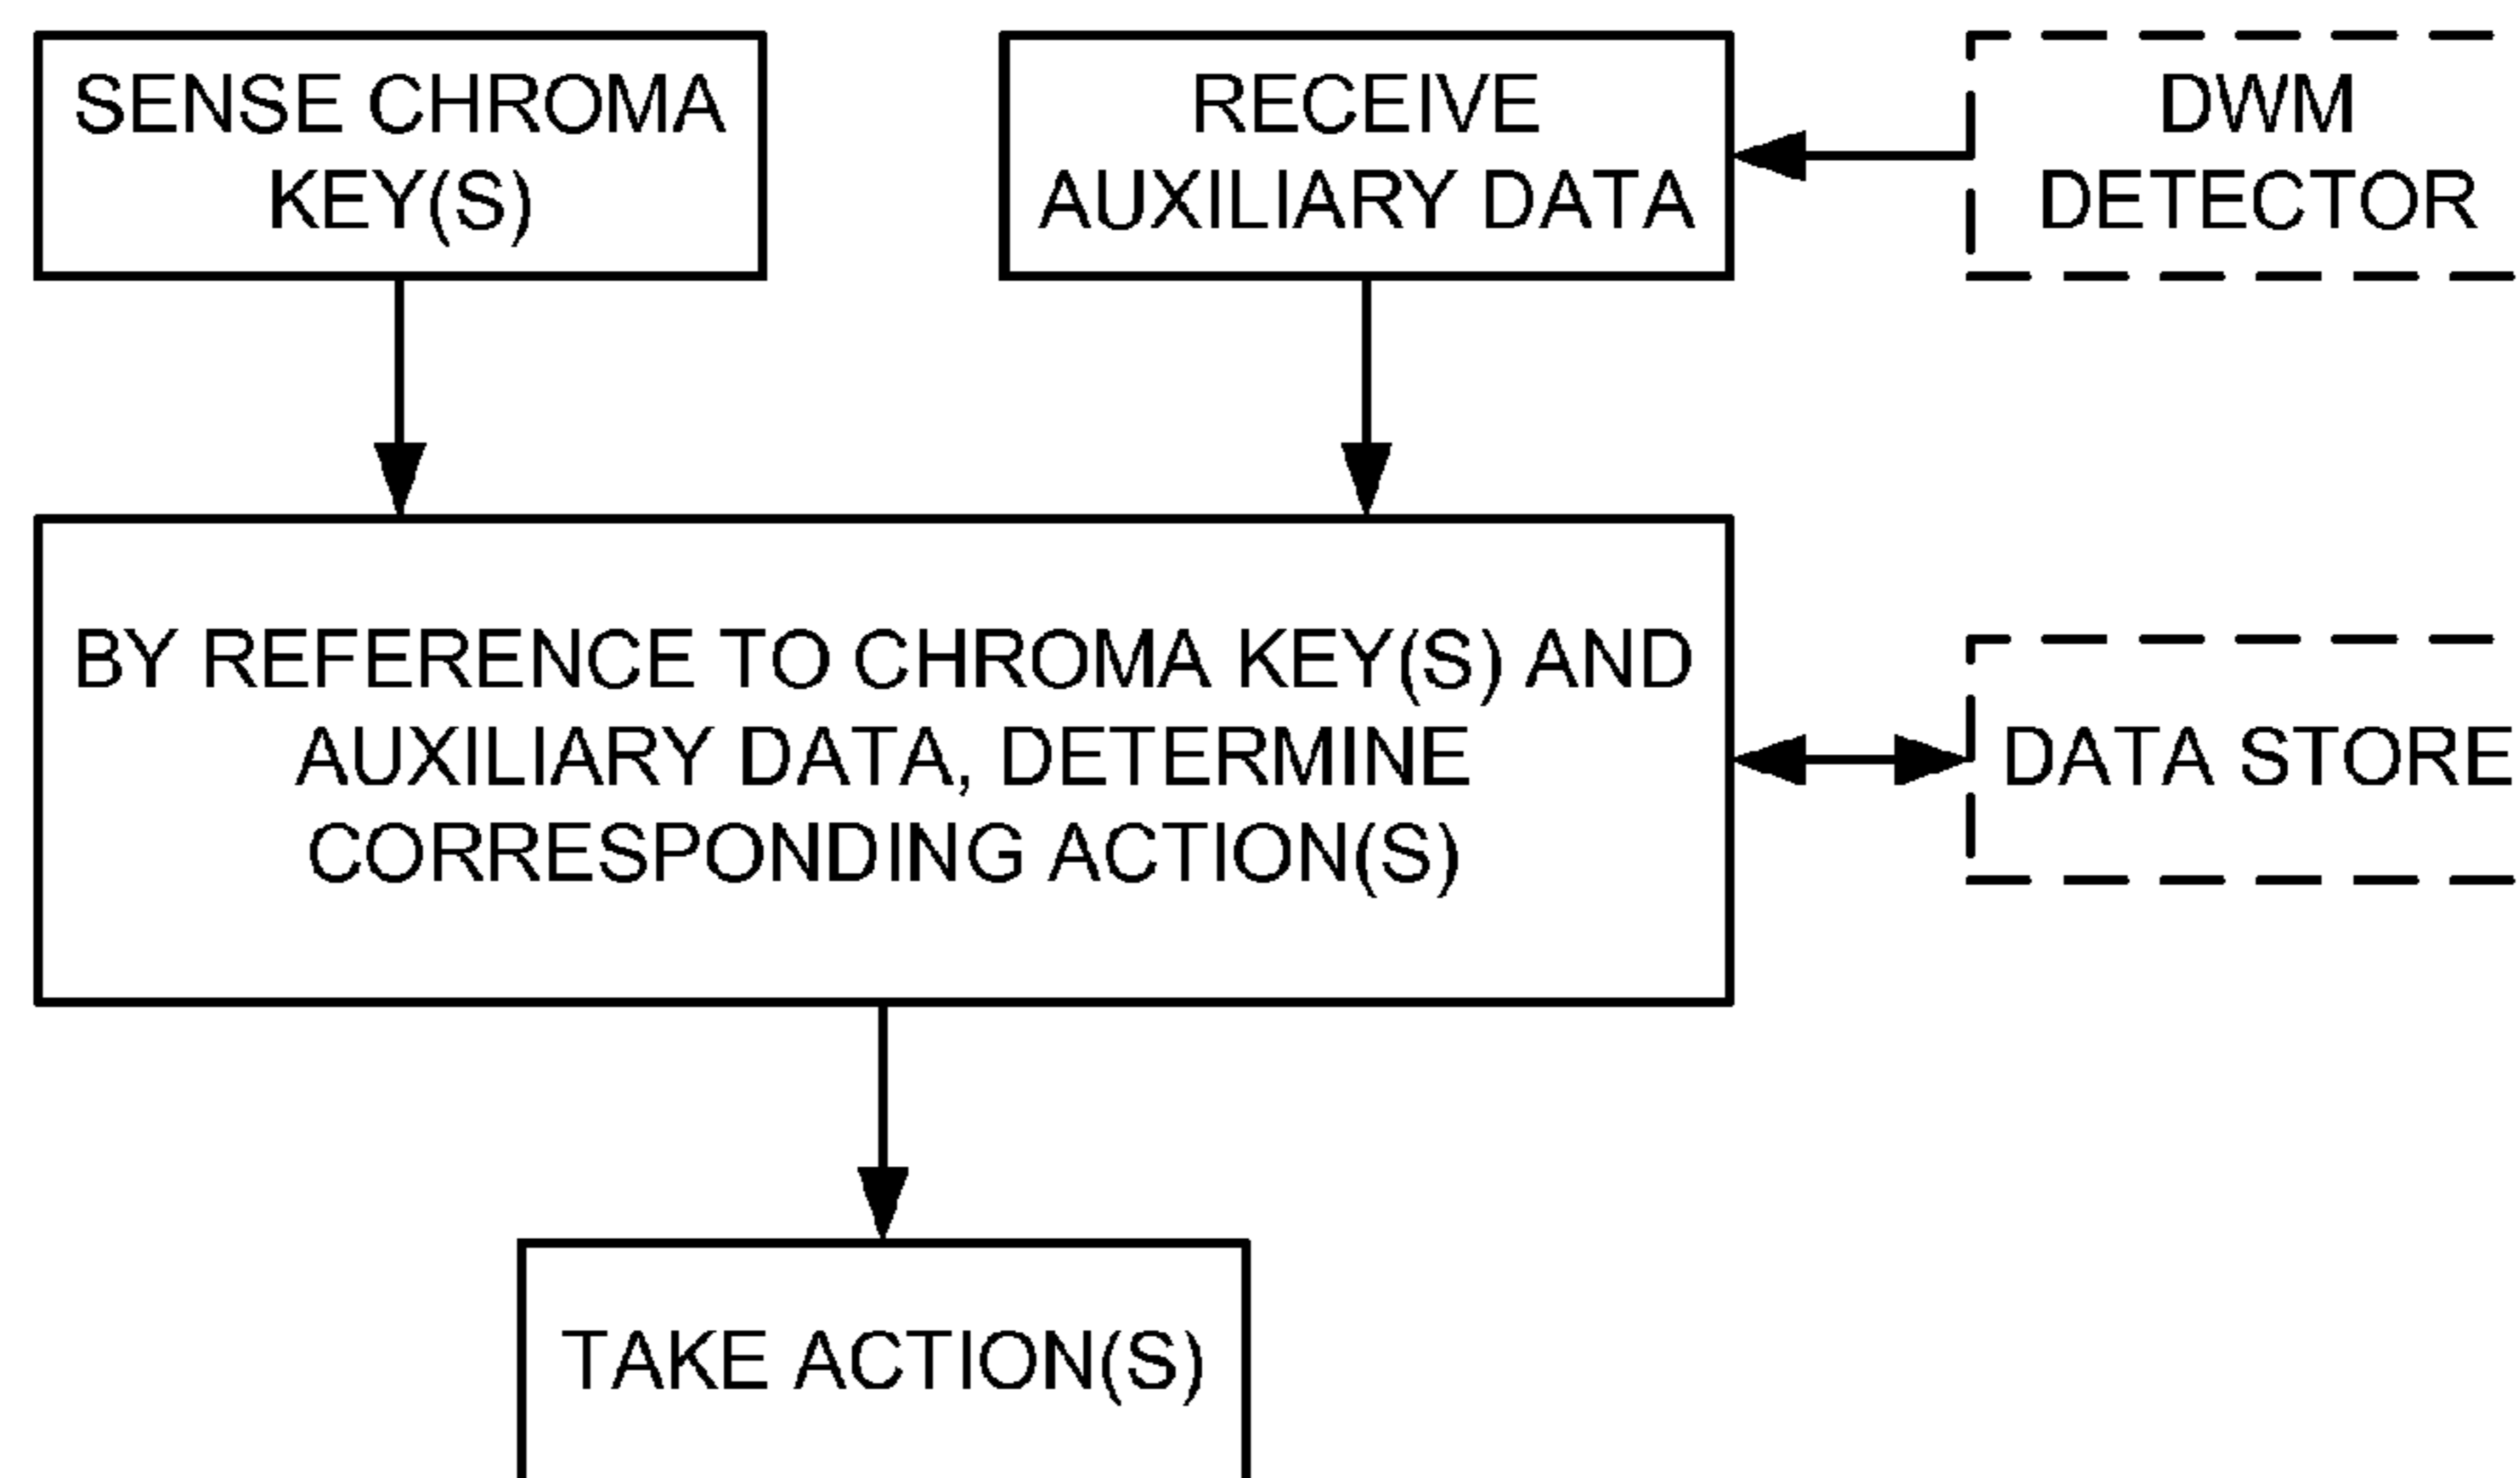 SENSE CHROMA
KEY(S)
RECEIVE
AUXILIARY DATA
DWM
DETECTOR
BY REFERENCE TO CHROMA KEY(S) AND
AUXILIARY DATA, DETERMINE
CORRESPONDING ACTION(S)
DATA STORE
TAKE ACTION(S)